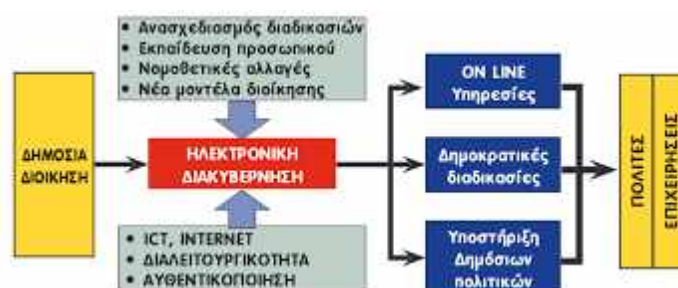 • Ανασχεδιασμός διαδικασιών
• Εκπαίδευση προσωπικού
• Νομοθετικές αλλαγές
• Νέα μοντέλα διοίκησης
ΔΗΜΟΣΙΑ
ΔΙΟΙΚΗΣΗ
ΗΛΕΚΤΡΟΝΙΚΗ
ΔΙΑΚΥΒΕΡΝΗΣΗ
• ICT, INTERNET
• ΔΙΑΛΕΙΤΟΥΡΓΙΚΟΤΗΤΑ
• ΑΥΘΕΝΤΙΚΟΠΟΙΗΣΗ
ON LINE
Υπηρεσίες
Δημοκρατικές
διαδικασίες
Υποστήριξη
Δημόσιων
πολιτικών
ΠΟΛΙΤΕΣ
ΕΠΙΧΕΙΡΗΣΕΙΣ